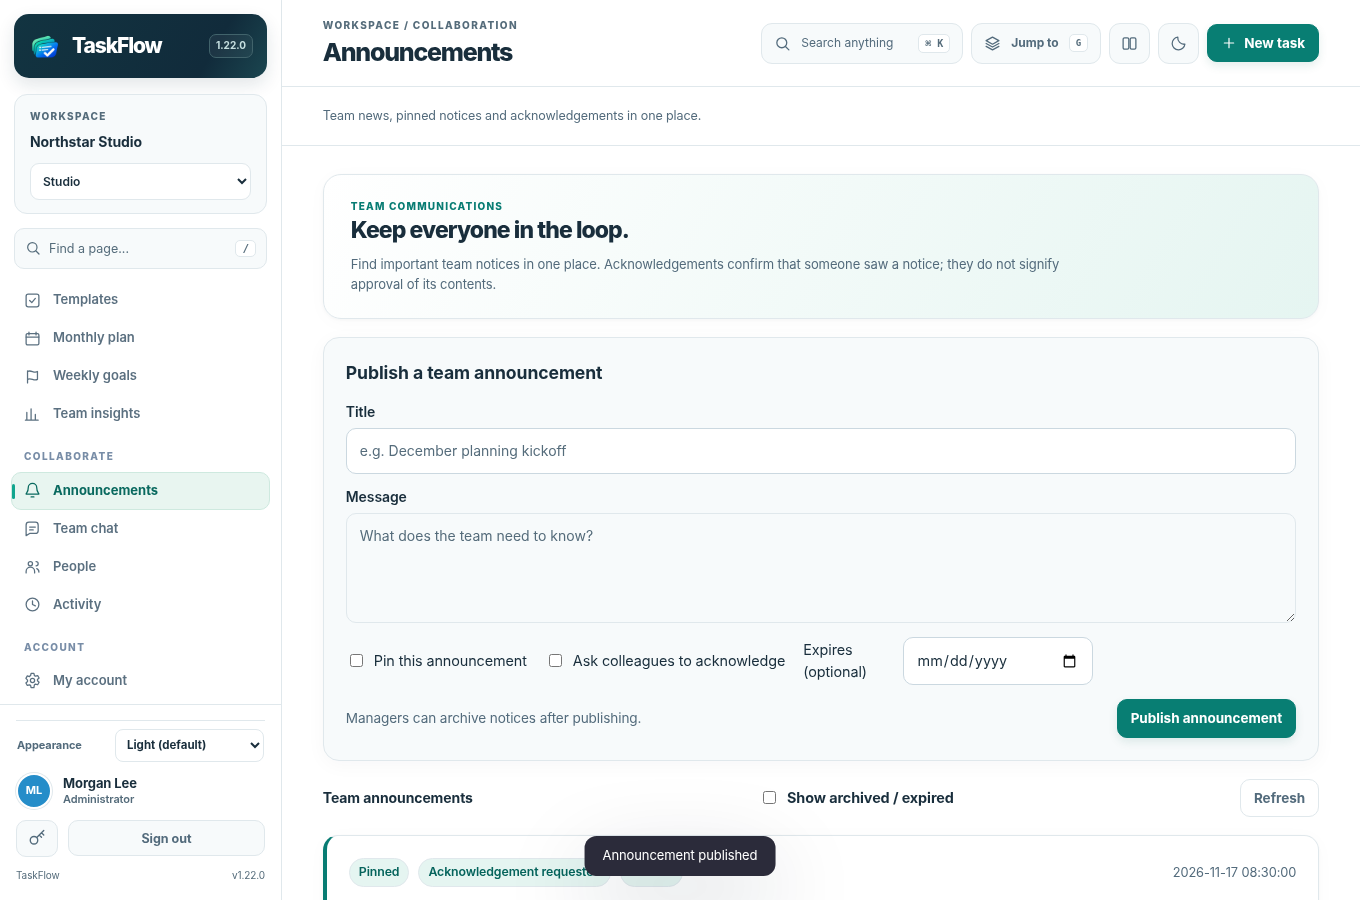 TaskFlow
1.22.0
WORKSPACE
Northstar Studio
Studio
Find a page...
/
Templates
Monthly plan
Weekly goals
Team insights
COLLABORATE
Announcements
Team chat
People
Activity
ACCOUNT
My account
Appearance
Light (default)
ML
Morgan Lee
Administrator
Sign out
TaskFlow
v1.22.0
WORKSPACE / COLLABORATION
Announcements
Search anything
⌘ K
Jump to
G
New task
Team news, pinned notices and acknowledgements in one place.
TEAM COMMUNICATIONS
Keep everyone in the loop.
Find important team notices in one place. Acknowledgements confirm that someone saw a notice; they do not signify
approval of its contents.
Publish a team announcement
Title
e.g. December planning kickoff
Message
What does the team need to know?
Pin this announcement
Ask colleagues to acknowledge
Expires
(optional)
mm/dd/yyyy
Managers can archive notices after publishing.
Publish announcement
Team announcements
Show archived / expired
Refresh
Pinned
Acknowledgement
2026-11-17 08:30:00
Announcement published